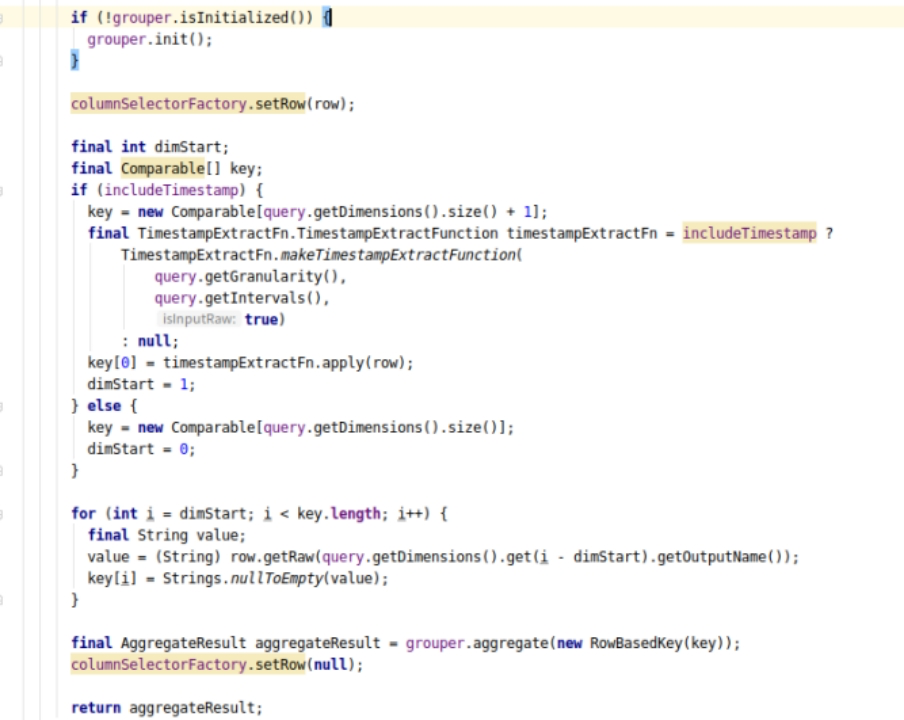 if (!grouper.isInitialized()) {
grouper.init();
}
columnSelectorFactory.setRow(row);
final int dimStart;
final Comparable[] key;
if (includeTimestamp) {
key = new Comparable[query.getDimensions().size() + 1];
final TimestampExtractFn.TimestampExtractFunction timestampExtractFn = includeTimestamp ?
TimestampExtractFn.makeTimestampExtractFunction(
query.getGranularity(),
query.getIntervals(),
isInputRaw: true)
: null;
key[0] = timestampExtractFn.apply(row);
dimStart = 1;
} else {
key = new Comparable[query.getDimensions().size()];
dimStart = 0;
}
for (int i = dimStart; i < key.length; i++) {
final String value;
value = (String) row.getRaw(query.getDimensions().get(i - dimStart).getOutputName());
key[i] = Strings.nullToEmpty(value);
}
final AggregateResult aggregateResult = grouper.aggregate(new RowBasedKey(key));
columnSelectorFactory.setRow(null);
return aggregateResult;